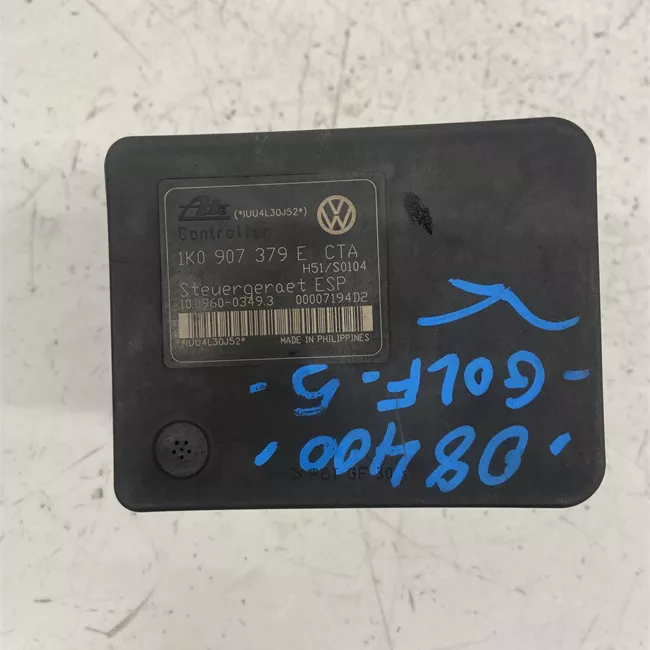 Ate (*1UU4L30J52*)
Controller
1K0 907 379 E CTA
H51/S0104
Steuergeraet ESP
10.0960-0349.3 00007194D2
*1UU4L30J52* MADE IN PHILIPPINES
-GOLF-5-
08400